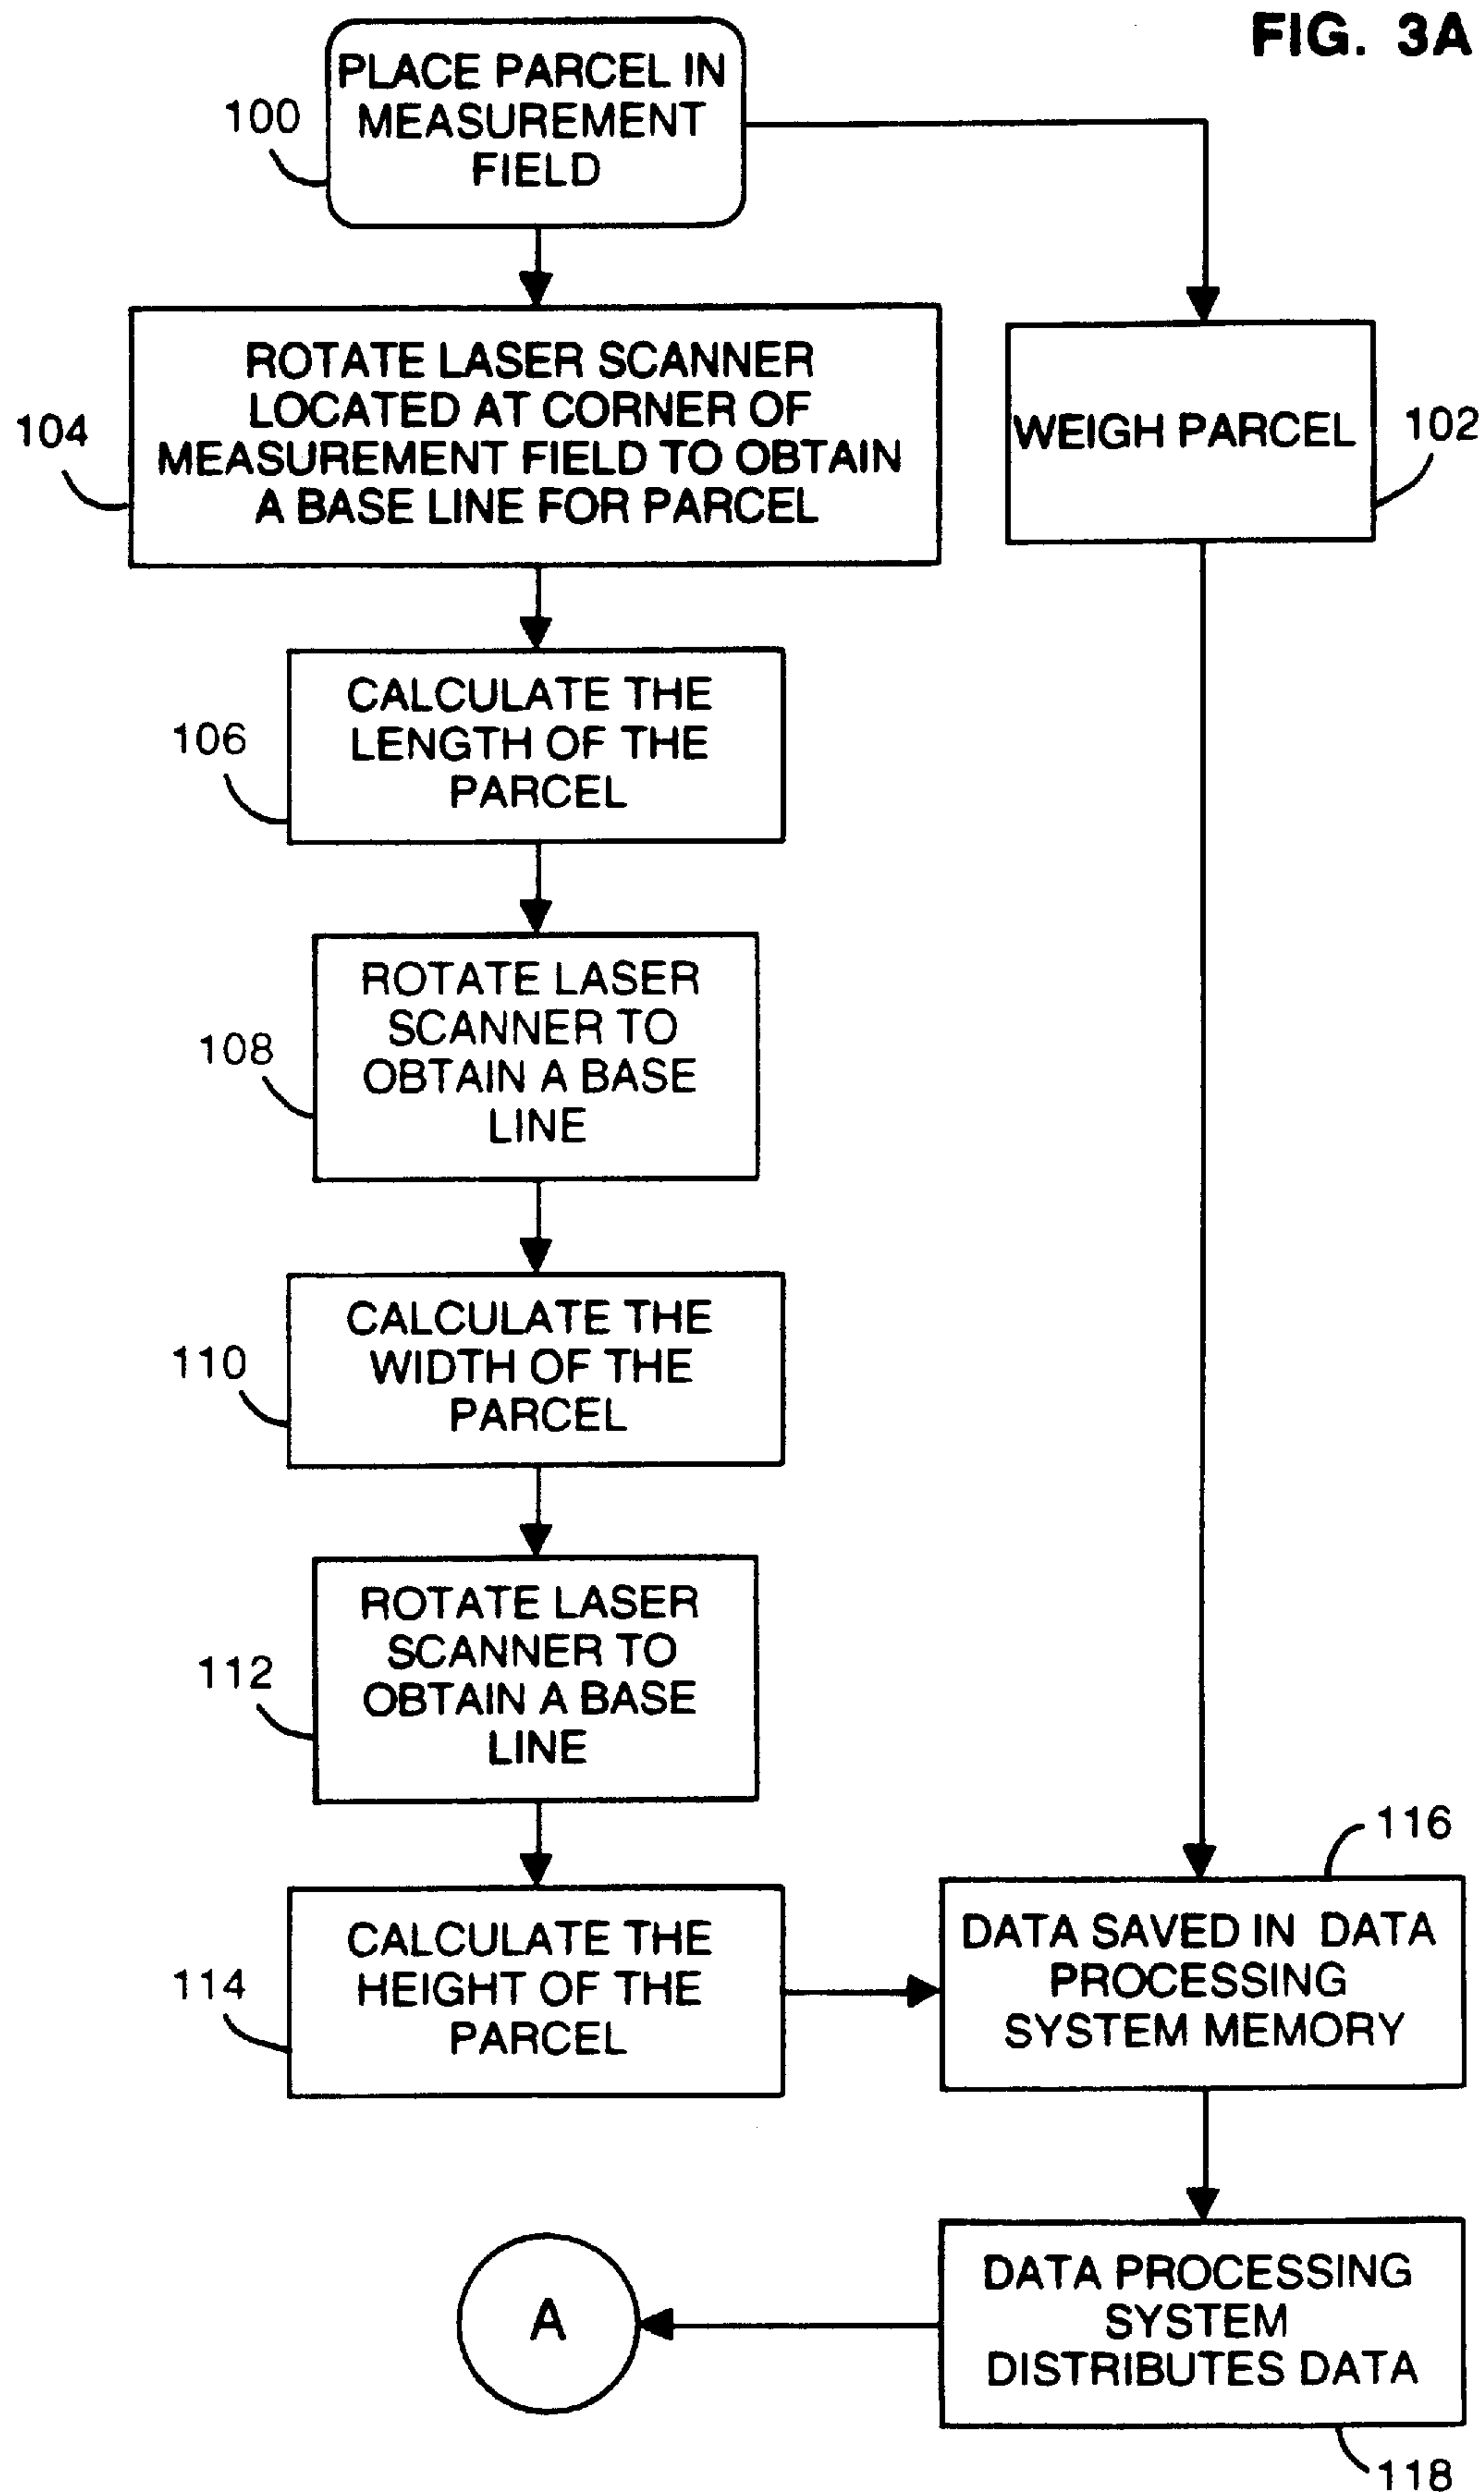 FIG. 3A
PLACE PARCEL IN
MEASUREMENT
FIELD
100
ROTATE LASER SCANNER
LOCATED AT CORNER OF
MEASUREMENT FIELD TO OBTAIN
A BASE LINE FOR PARCEL
104
WEIGH PARCEL
102
CALCULATE THE
LENGTH OF THE
PARCEL
106
ROTATE LASER
SCANNER TO
OBTAIN A BASE
LINE
108
CALCULATE THE
WIDTH OF THE
PARCEL
110
ROTATE LASER
SCANNER TO
OBTAIN A BASE
LINE
112
CALCULATE THE
HEIGHT OF THE
PARCEL
114
116
DATA SAVED IN DATA
PROCESSING
SYSTEM MEMORY
DATA PROCESSING
SYSTEM
DISTRIBUTES DATA
118
A